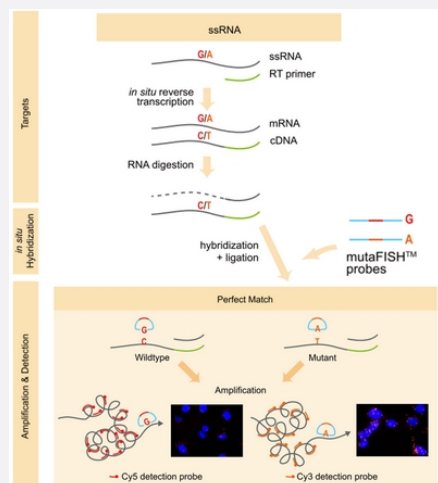 ssRNA
Targets
G/A
ssRNA
RT primer
in situ reverse
transcription
G/A
mRNA
C/T
cDNA
RNA digestion
C/T
in situ
Hybridization
hybridization
+ ligation
G
A
mutaFISH™
probes
Amplification & Detection
Perfect Match
G
C
Wildtype
A
T
Mutant
Amplification
G
A
Cy5 detection probe
Cy3 detection probe